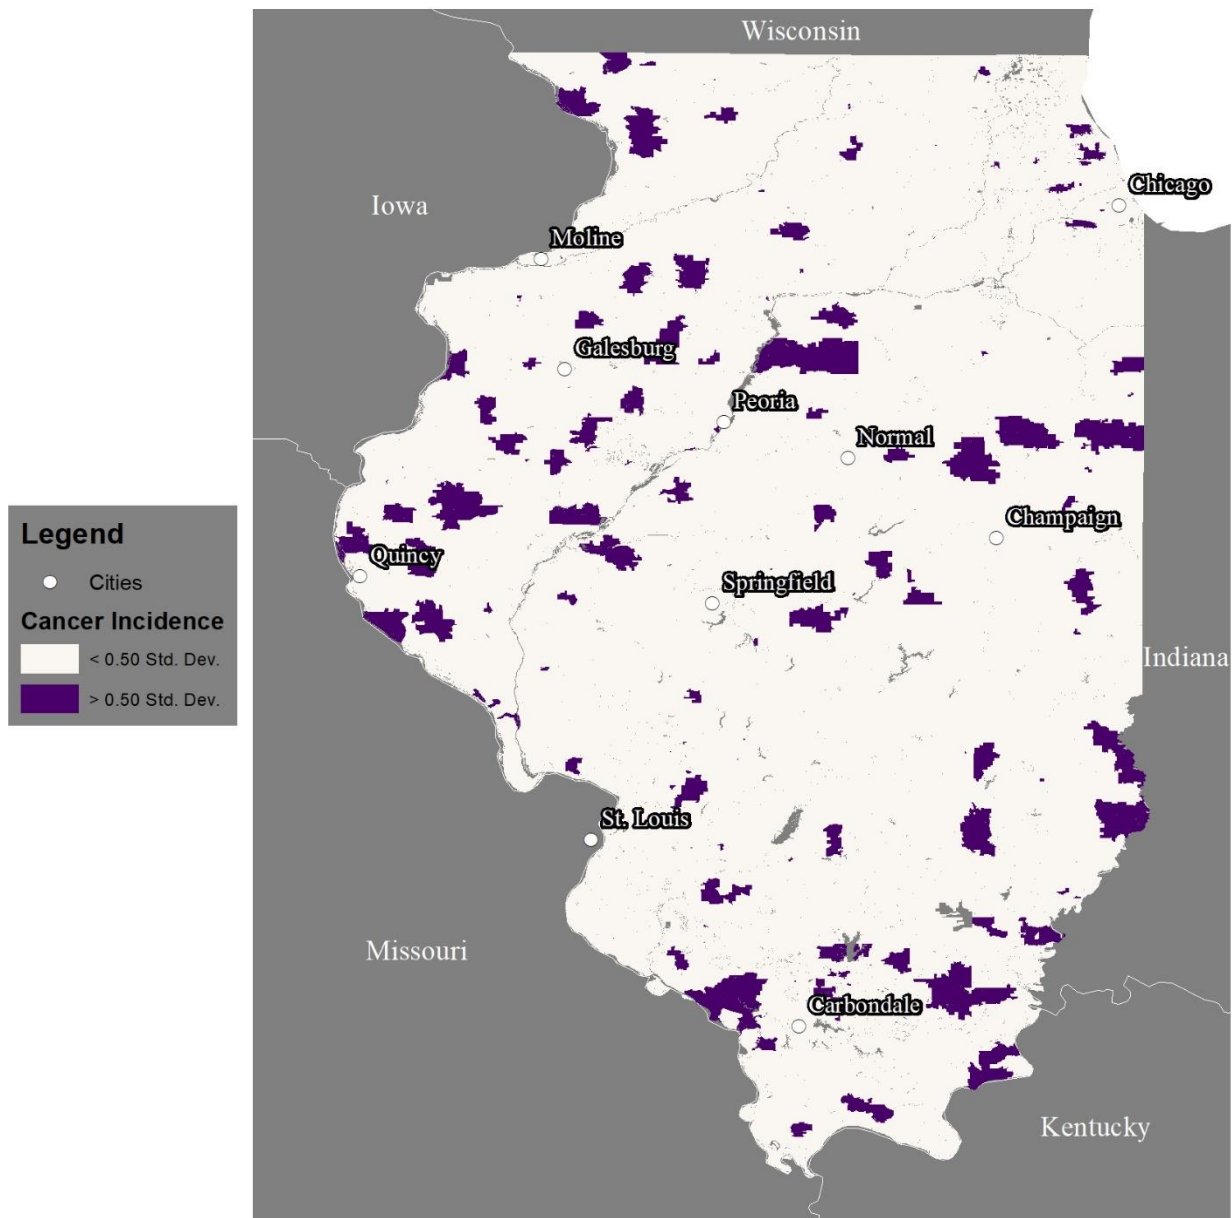 Wisconsin
Iowa
Chicago
Moline
Galesburg
Peoria
Normal
Champaign
Quincy
Springfield
Indiana
St. Louis
Missouri
Carbondale
Kentucky
Legend
Cities
Cancer Incidence
< 0.50 Std. Dev.
> 0.50 Std. Dev.